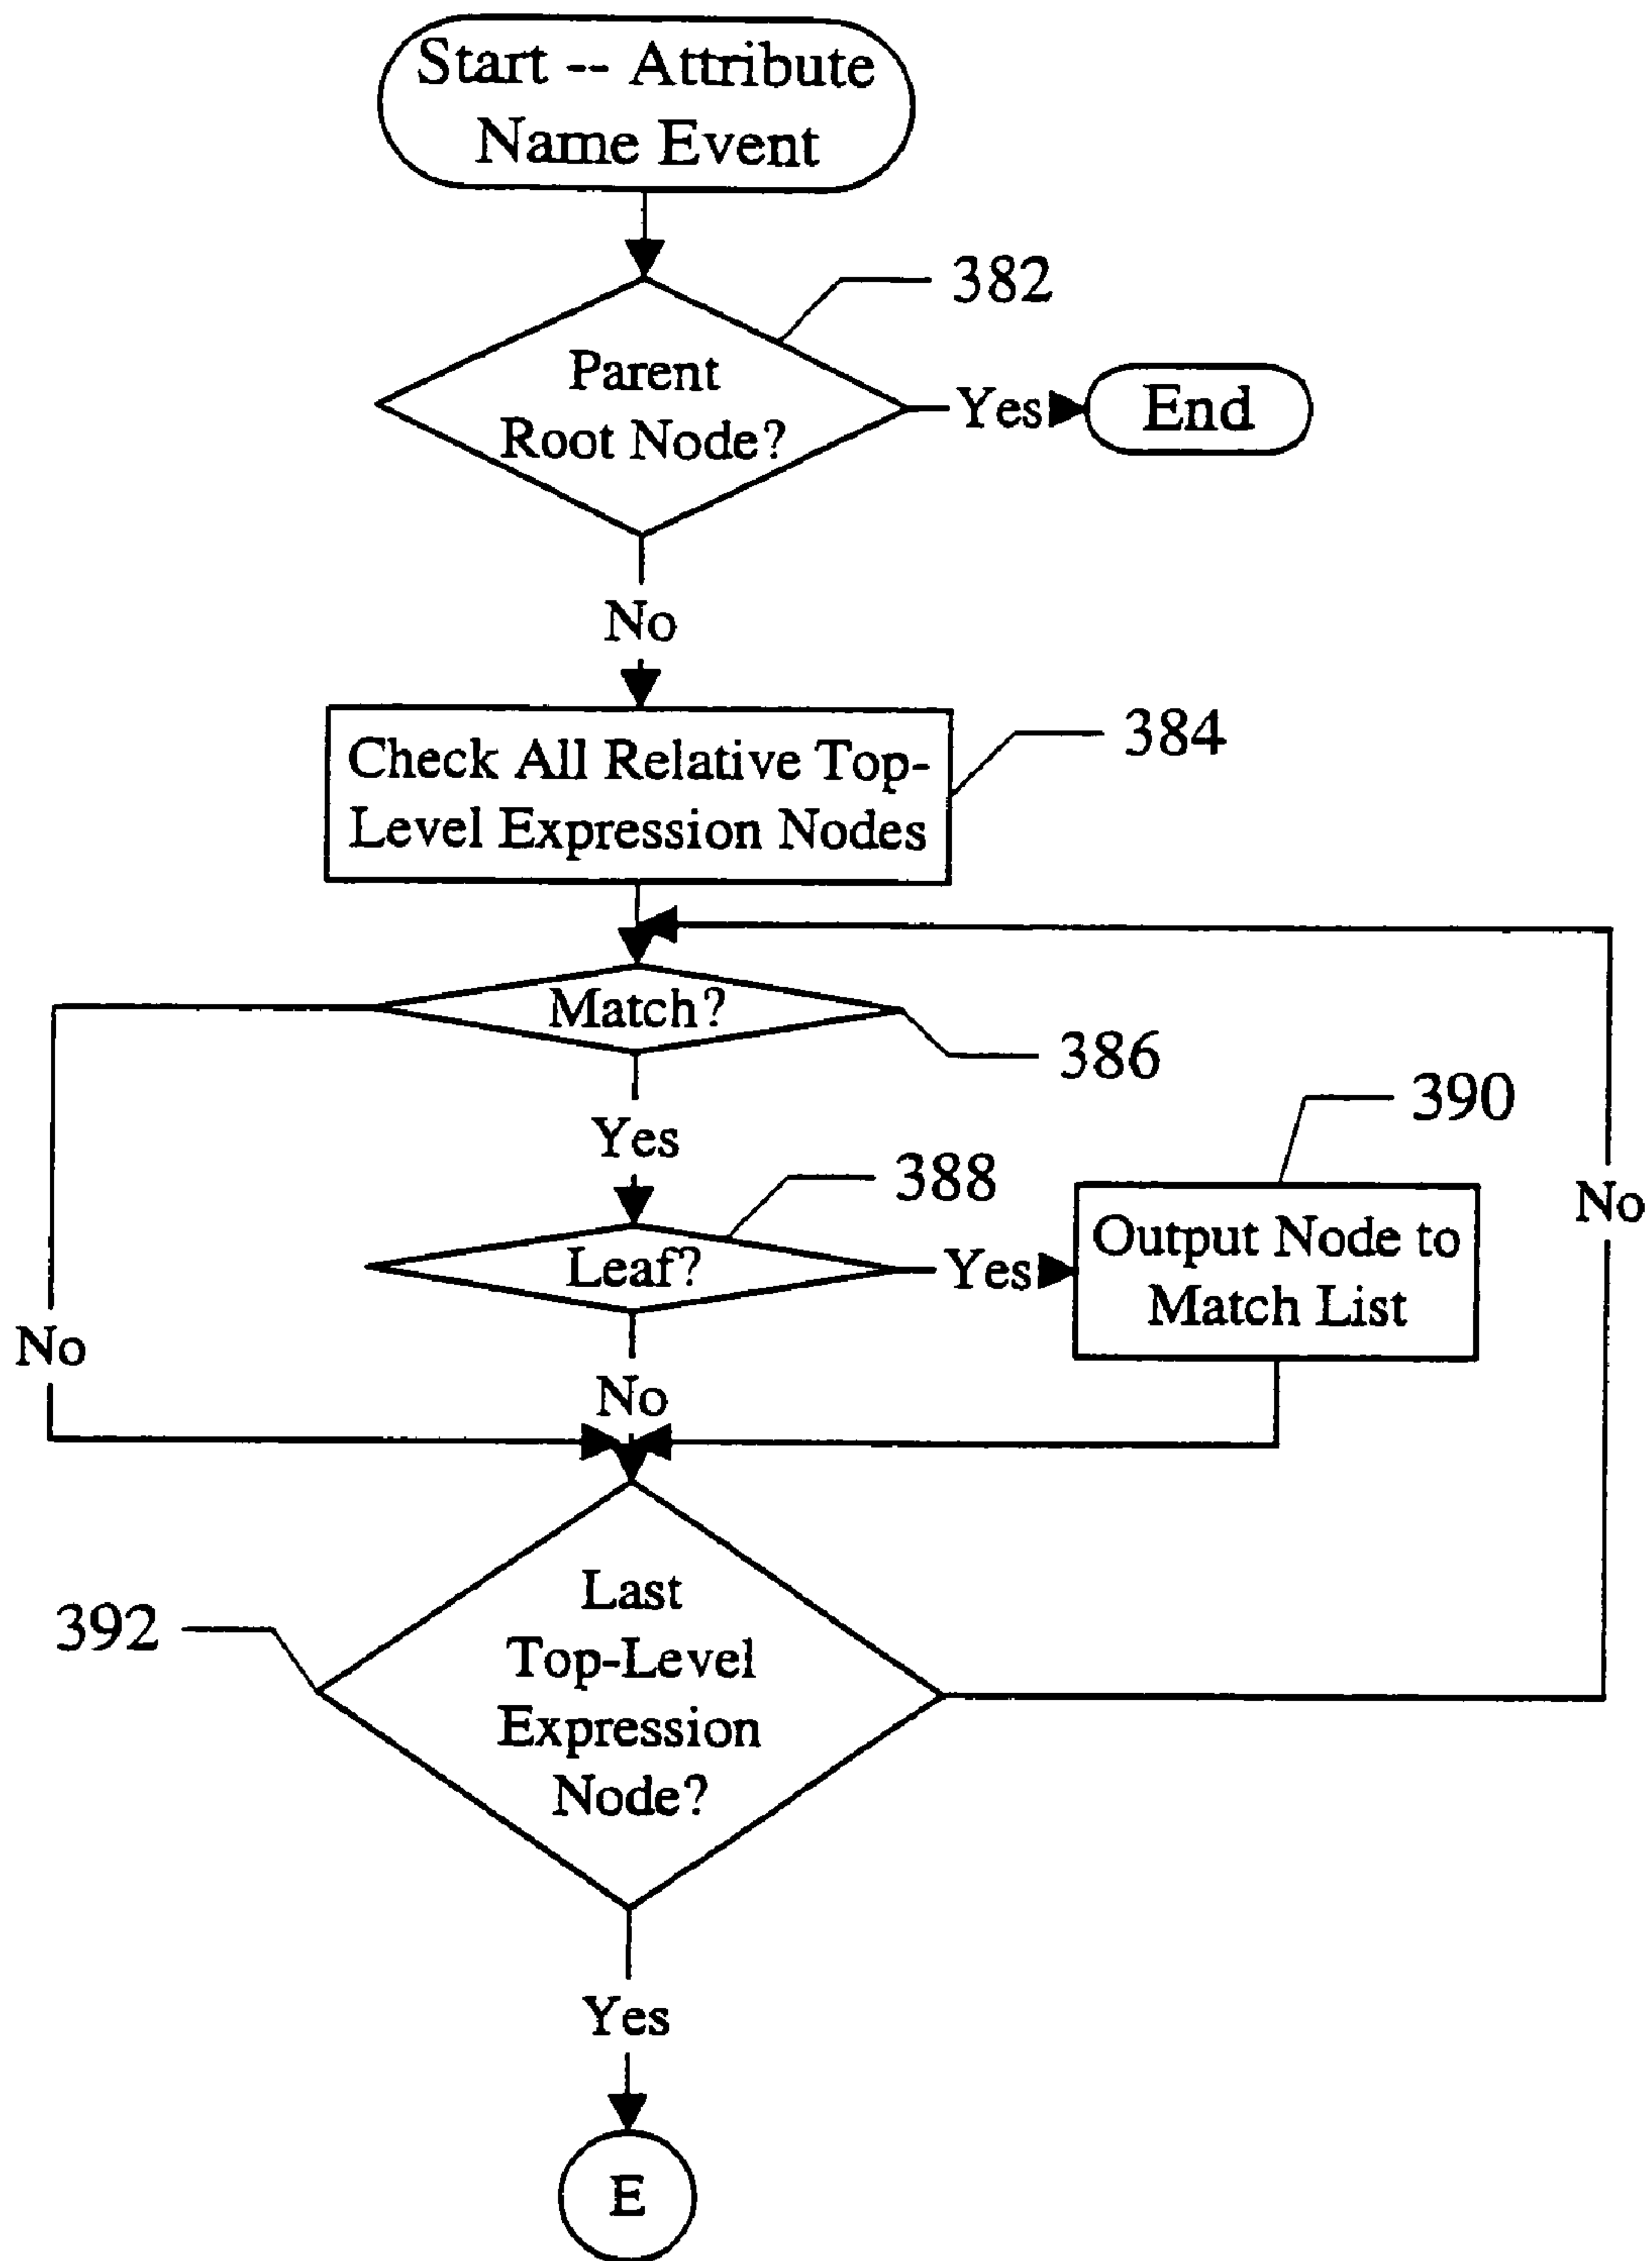 Start -- Attribute
Name Event
382
Parent
Root Node?
Yes
End
No
384
Check All Relative Top-
Level Expression Nodes
Match?
386
Yes
390
388
Leaf?
Yes
Output Node to
Match List
No
No
No
392
Last
Top-Level
Expression
Node?
Yes
E